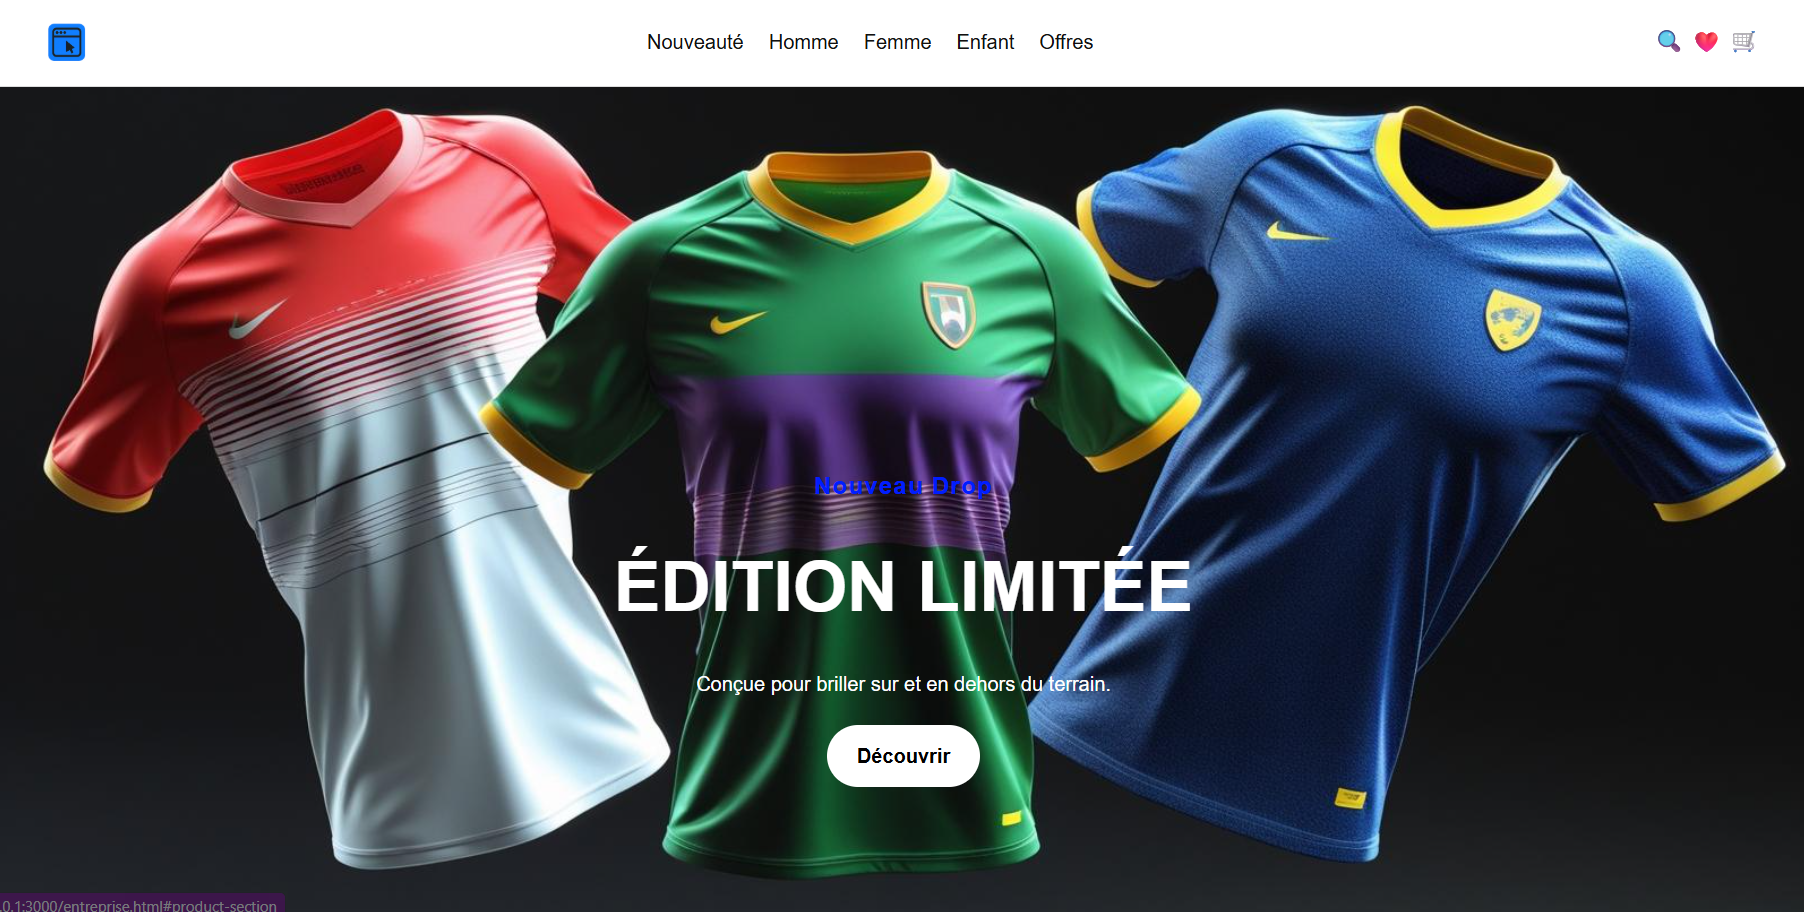 Nouveauté Homme Femme Enfant Offres
Nouveau Drop
ÉDITION LIMITÉE
Conçue pour briller sur et en dehors du terrain.
Découvrir
.0.1:3000/entreprise.html#product-section